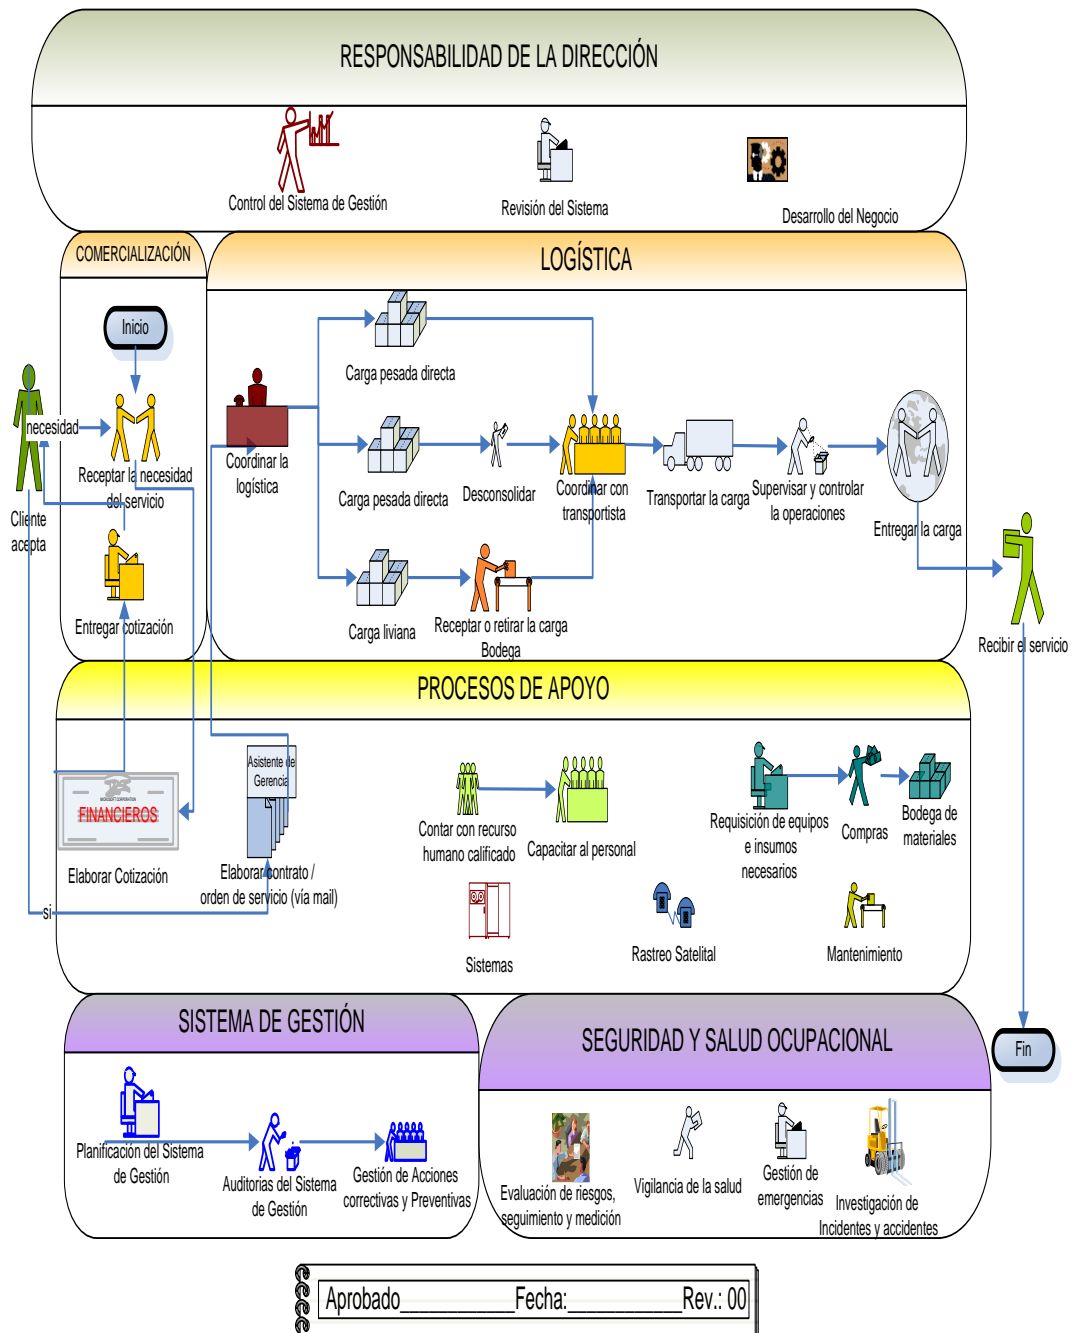 RESPONSABILIDAD DE LA DIRECCIÓN
Control del Sistema de Gestión
Revisión del Sistema
Desarrollo del Negocio
COMERCIALIZACIÓN
LOGÍSTICA
Inicio
necesidad
Receptar la necesidad
del servicio
Cliente
acepta
Entregar cotización
Coordinar la
logística
Carga pesada directa
Carga pesada directa
Desconsolidar
Coordinar con
transportista
Transportar la carga
Supervisar y controlar
la operaciones
Entregar la carga
Carga liviana
Receptar o retirar la carga
Bodega
Recibir el servicio
PROCESOS DE APOYO
MICROSOFT CORPORATION
FINANCIEROS
Elaborar Cotización
Asistente de
Gerencia
Elaborar contrato /
orden de servicio (vía mail)
si
Contar con recurso
humano calificado
Capacitar al personal
Requisición de equipos
e insumos
necesarios
Compras
Bodega de
materiales
Sistemas
Rastreo Satelital
Mantenimiento
SISTEMA DE GESTIÓN
Planificación del Sistema
de Gestión
Auditorias del Sistema
de Gestión
Gestión de Acciones
correctivas y Preventivas
SEGURIDAD Y SALUD OCUPACIONAL
Evaluación de riesgos,
seguimiento y medición
Vigilancia de la salud
Gestión de
emergencias
Investigación de
Incidentes y accidentes
Fin
Aprobado____________Fecha:____________Rev.: 00